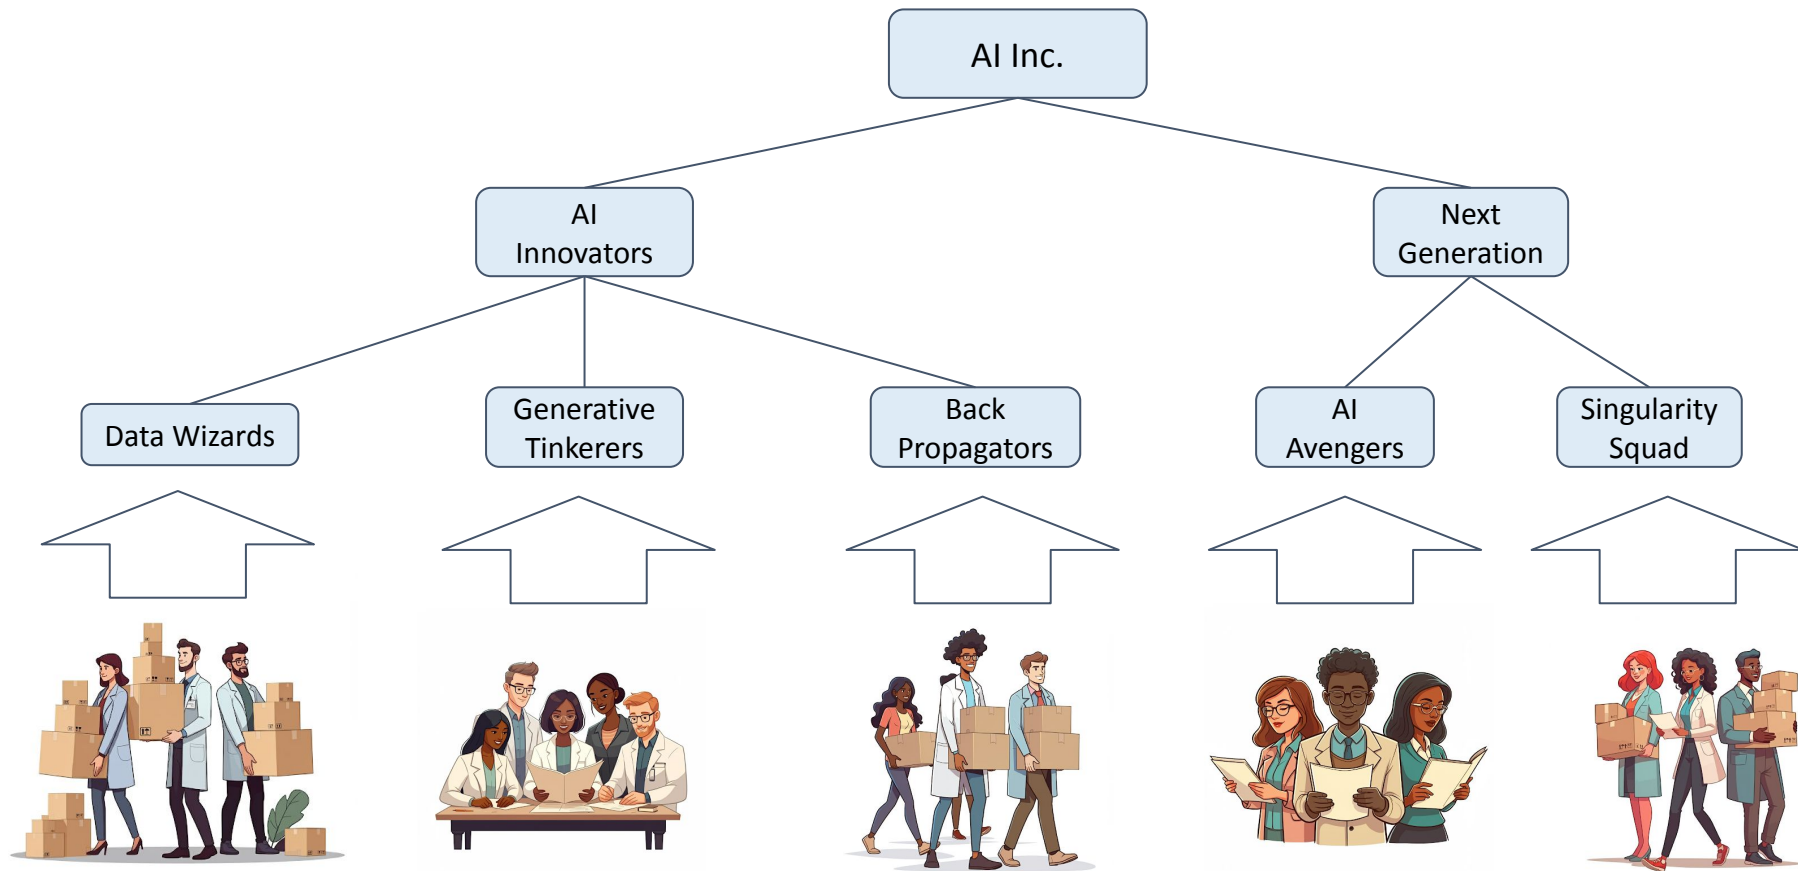 AI Inc.
AI
Innovators
Next
Generation
Data Wizards
Generative
Tinkerers
Back
Propagators
AI
Avengers
Singularity
Squad